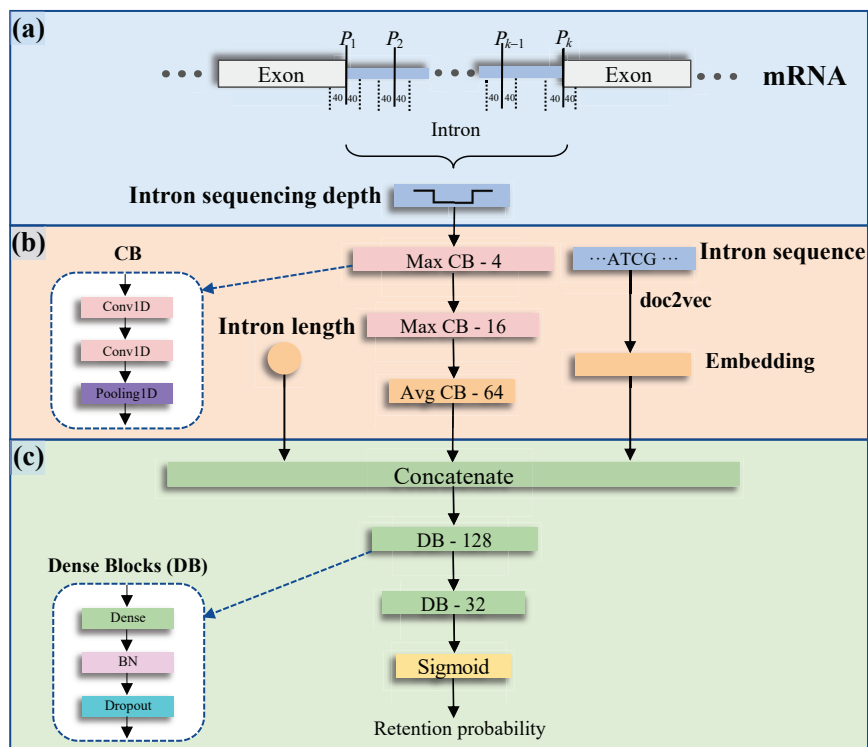 (a)
P1 P2 Pk−1 Pk
Exon Exon
mRNA
40 40 40 40 40 40 40 40
Intron
Intron sequencing depth
(b)
CB
Conv1D
Conv1D
Pooling1D
Max CB - 4
Max CB - 16
Avg CB - 64
Intron length
···ATCG ···
Intron sequence
doc2vec
Embedding
(c)
Concatenate
DB - 128
DB - 32
Sigmoid
Retention probability
Dense Blocks (DB)
Dense
BN
Dropout